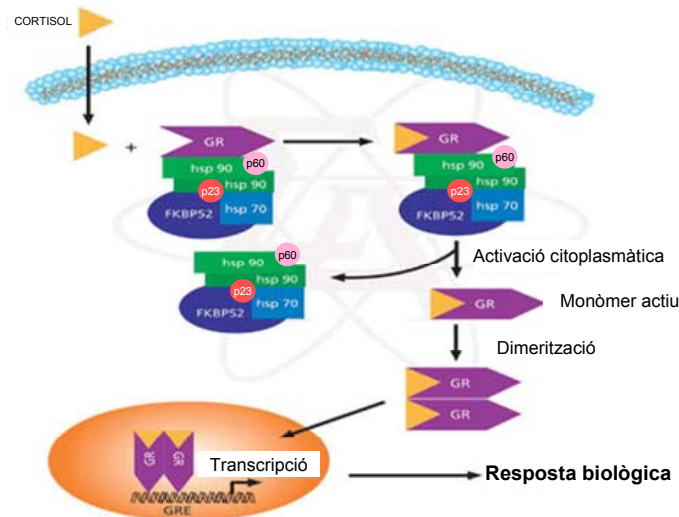 CORTISOL
+
GR
hsp 90
p60
hsp 90
p23
FKBP52
hsp 70
GR
hsp 90
p60
hsp 90
p23
FKBP52
hsp 70
Activació citoplasmàtica
hsp 90
p60
hsp 90
p23
FKBP52
hsp 70
GR
Monòmer actiu
Dimerització
GR
GR
GR
GR
Transcripció
GRE
Resposta biològica